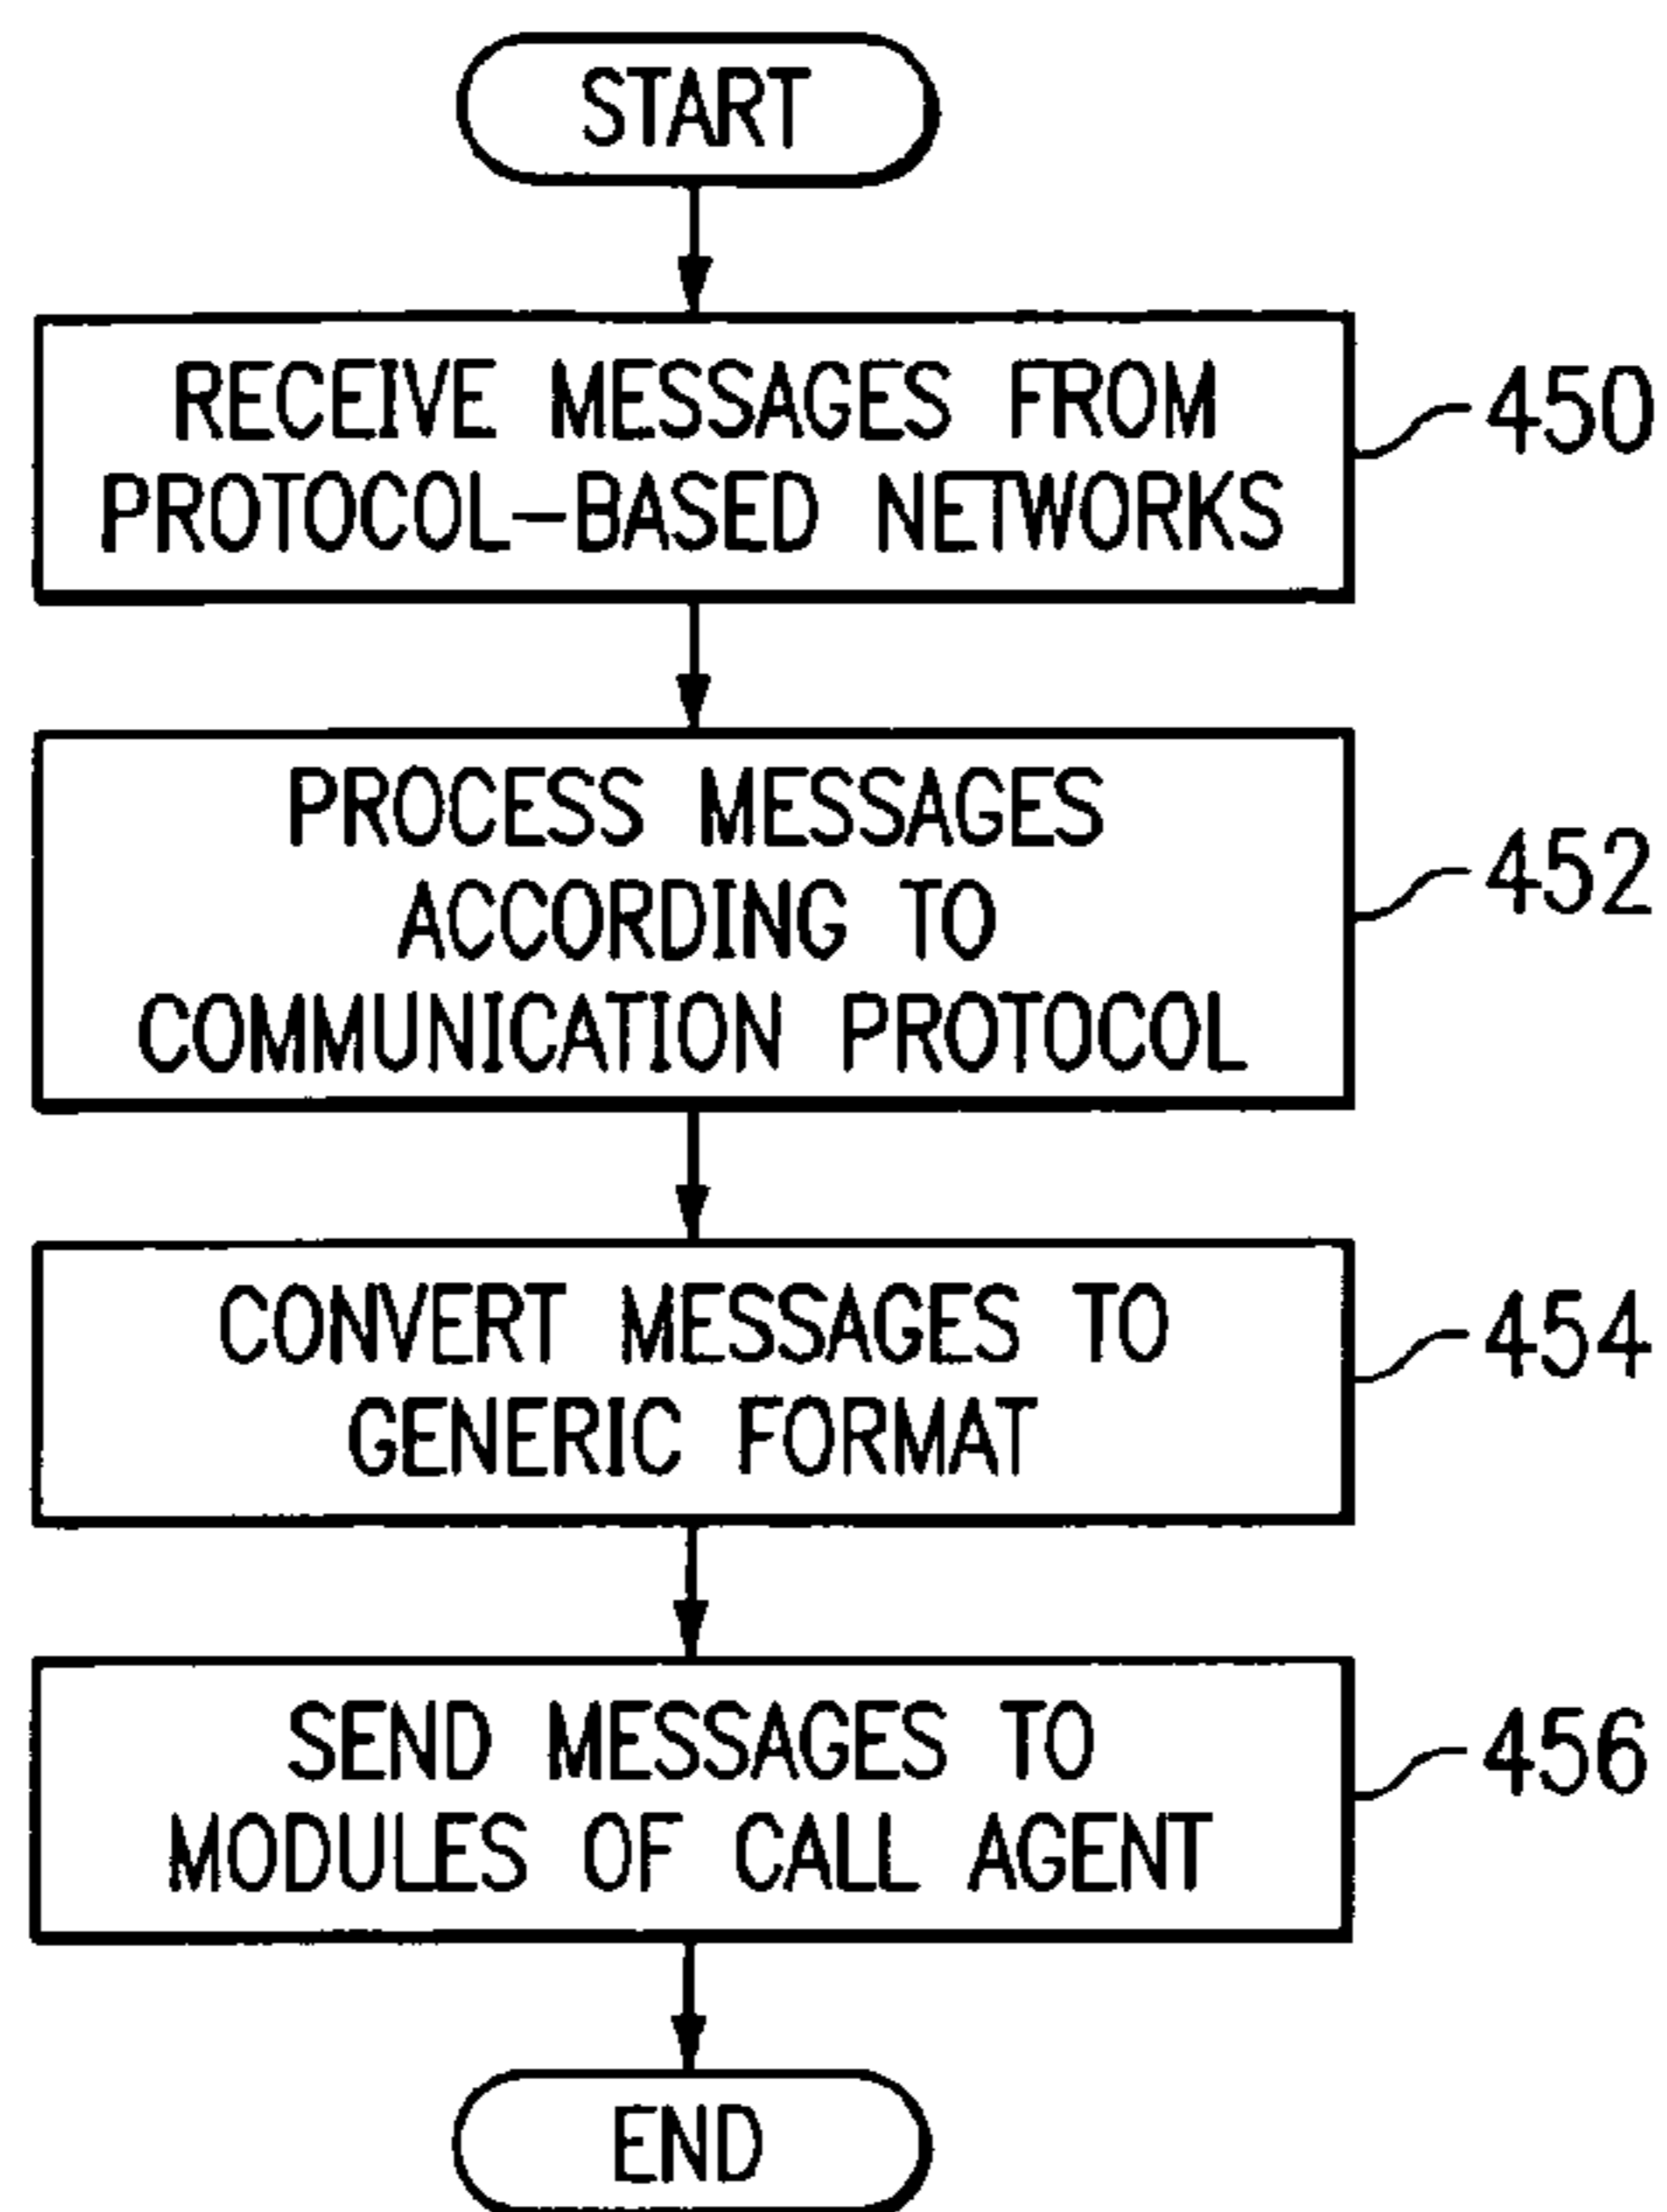 START
RECEIVE MESSAGES FROM
PROTOCOL-BASED NETWORKS
450
PROCESS MESSAGES
ACCORDING TO
COMMUNICATION PROTOCOL
452
CONVERT MESSAGES TO
GENERIC FORMAT
454
SEND MESSAGES TO
MODULES OF CALL AGENT
456
END